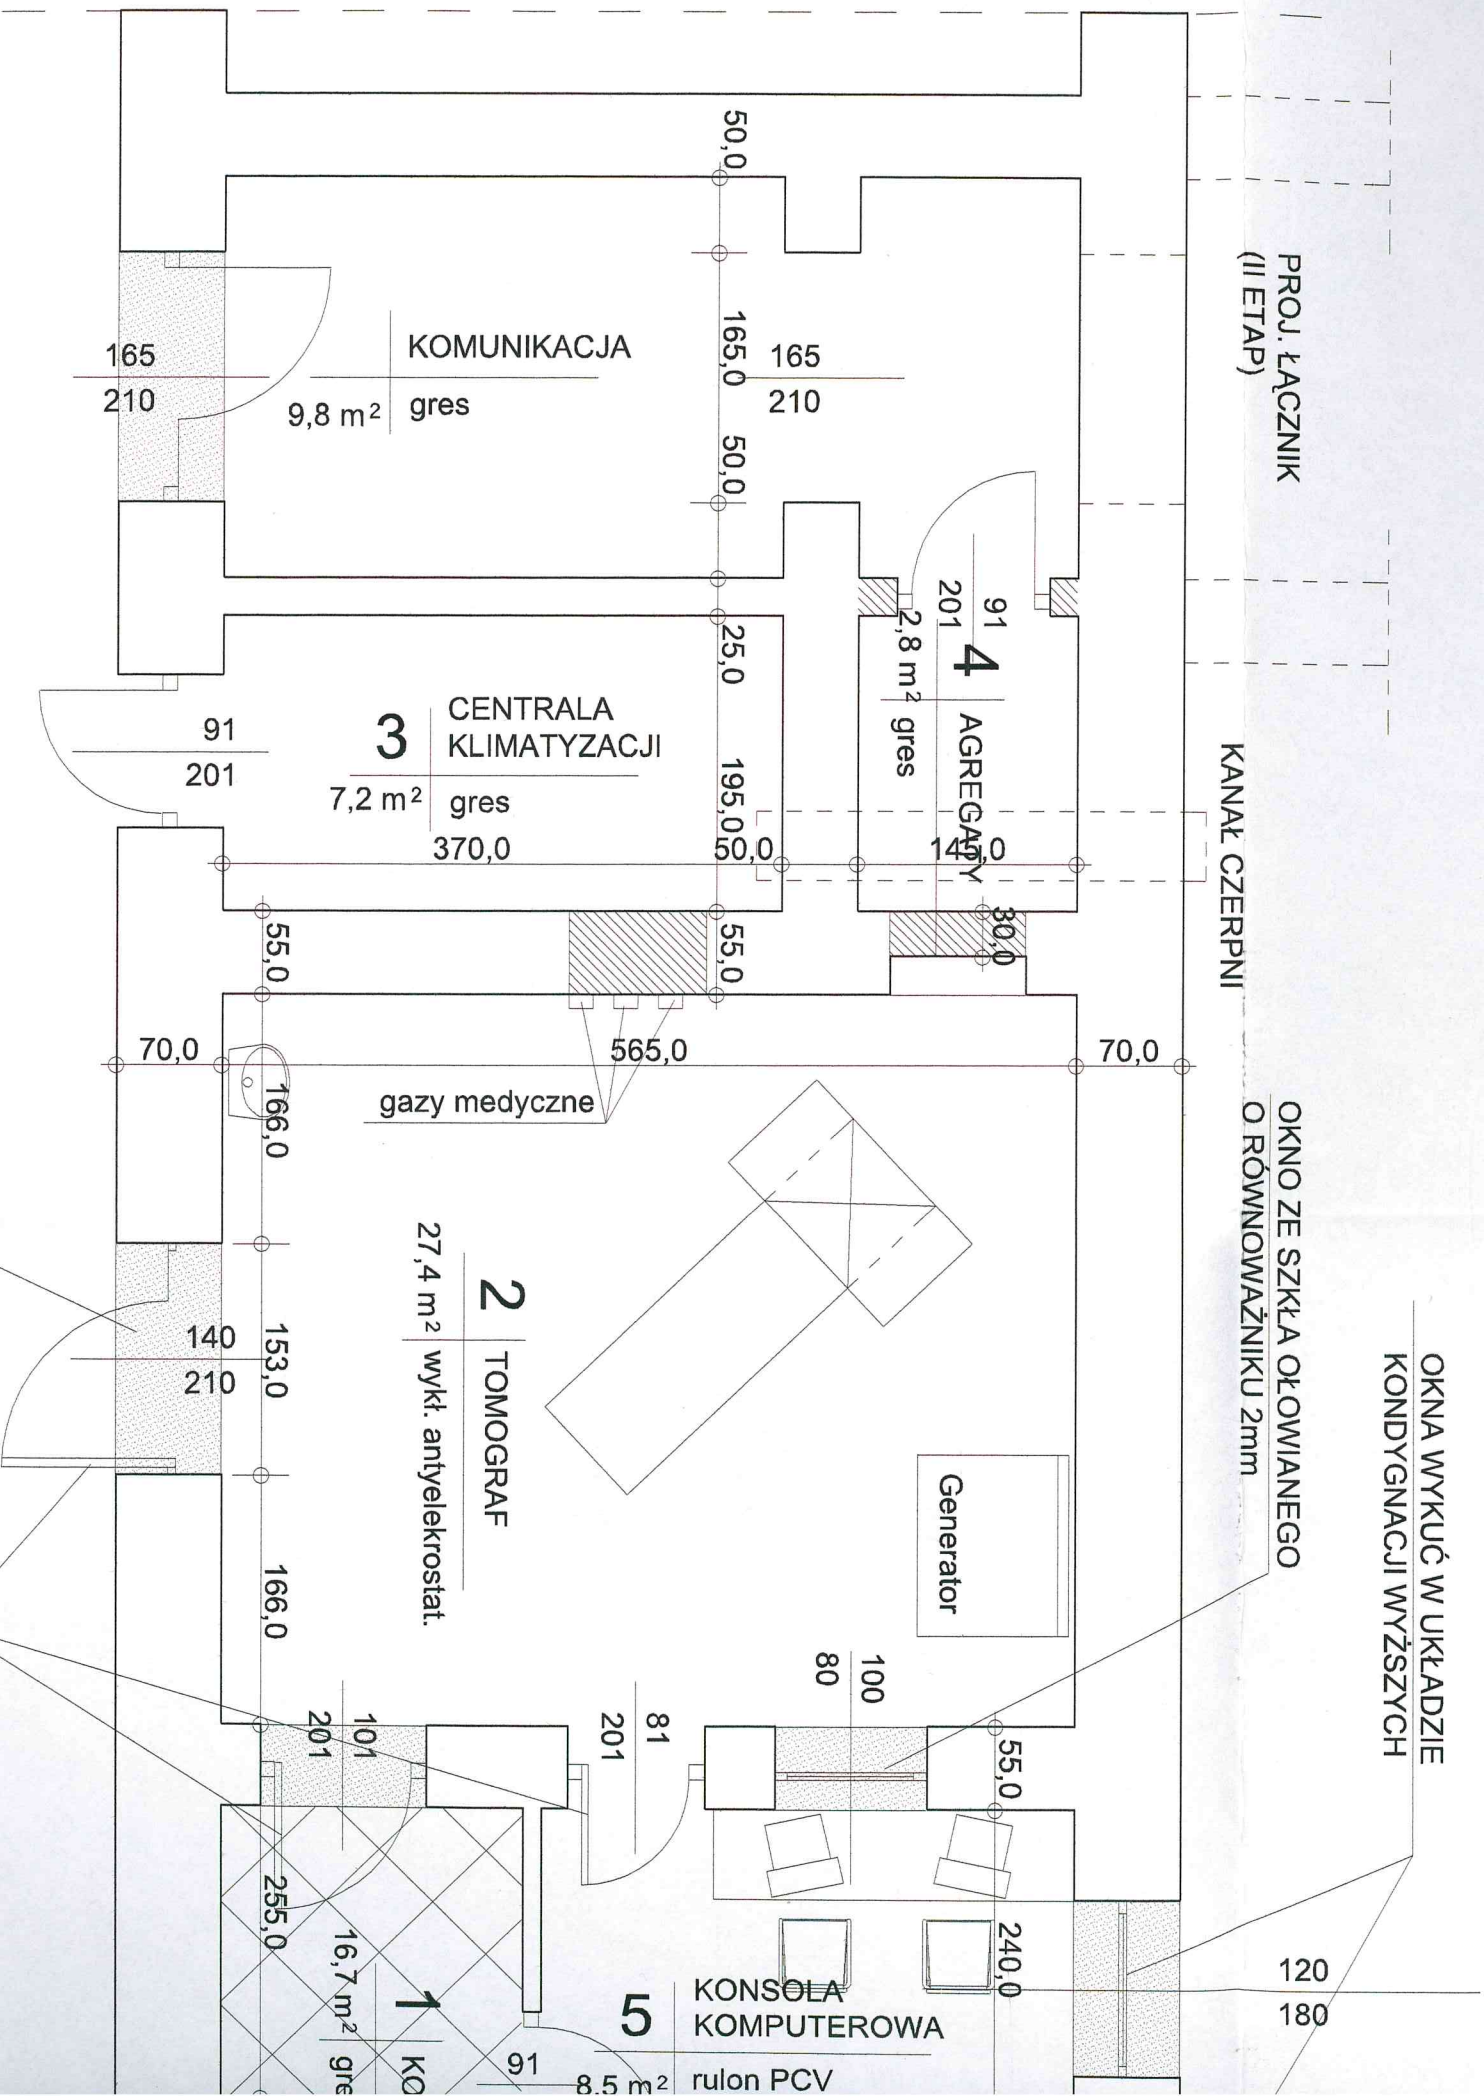 PROJ. ŁĄCZNIK
(II ETAP)
KANAŁ CZERPNI
OKNO ZE SZKŁA OŁOWIANEGO
O RÓWNOWAŻNIKU 2mm
OKNA WYKUĆ W UKŁADZIE
KONDYGNACJI WYŻSZYCH
50,0
165,0
50,0
25,0
195,0
55,0
165
210
KOMUNIKACJA
9,8 m² gres
165
210
91
201
4 AGREGATY
2,8 m² gres
91
201
3 CENTRALA
KLIMATYZACJI
7,2 m² gres
370,0
50,0
145,0
30,0
55,0
70,0
565,0
70,0
gazy medyczne
166,0
153,0
166,0
255,0
140
210
2 TOMOGRAF
27,4 m² wykł. antyelekrostat.
Generator
100
80
81
201
101
201
55,0
240,0
120
180
1 KO
16,7 m² gre
5 KONSOLA
KOMPUTEROWA
8,5 m² rulon PCV
91